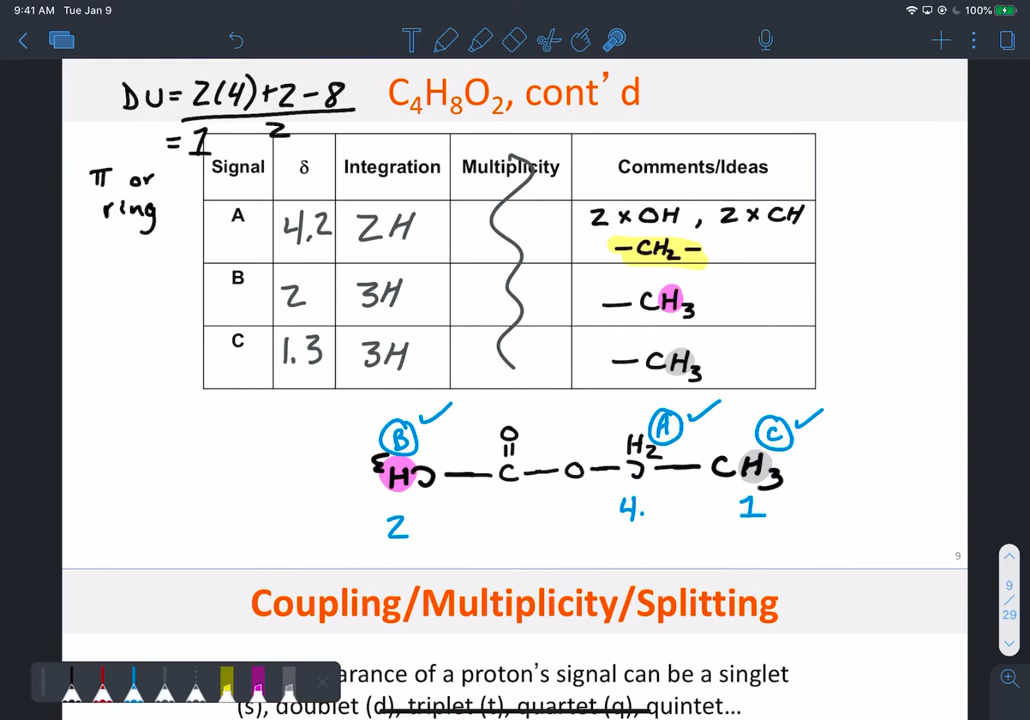 9:41 AM Tue Jan 9
100%
DU = 2(4)+2-8
2
= 1
π or
ring
C₄H₈O₂, cont'd
Signal δ Integration Multiplicity Comments/Ideas
A 4.2 2H 2 x OH, 2 x CH
-CH₂-
B 2 3H -CH₃
C 1.3 3H -CH₃
B A C
O H₂
₃HC-C-O-C-CH₃
2 4. 1
9
Coupling/Multiplicity/Splitting
arance of a proton's signal can be a singlet
(s), doublet (d), triplet (t), quartet (q), quintet...
9
/
29